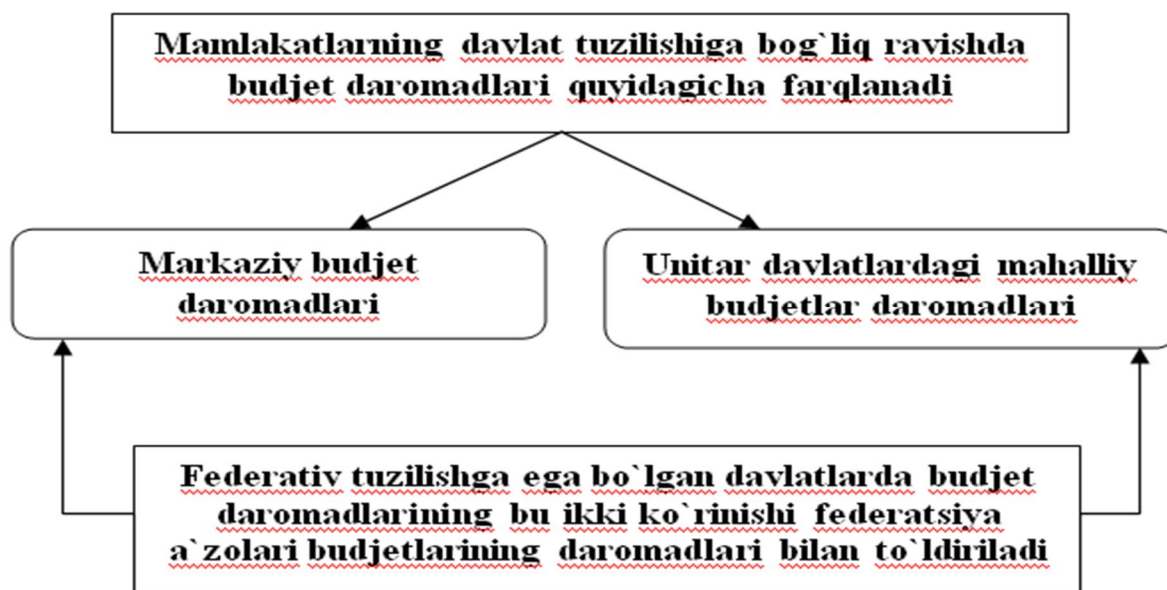 Mamlakatlarning davlat tuzilishiga bog`liq ravishda
budjet daromadlari quyidagicha farqlanadi
Markaziy budjet
daromadlari
Unitar davlatlardagi mahalliy
budjetlar daromadlari
Federativ tuzilishga ega bo`lgan davlatlarda budjet
daromadlarining bu ikki ko`rinishi federatsiya
a`zolari budjetlarining daromadlari bilan to`ldiriladi